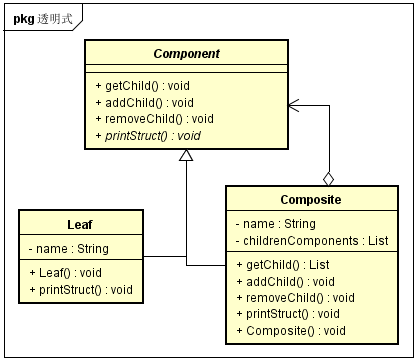 pkg 透明式
Component
+ getChild() : void
+ addChild() : void
+ removeChild() : void
+ printStruct() : void
Leaf
- name : String
+ Leaf() : void
+ printStruct() : void
Composite
- name : String
- childrenComponents : List
+ getChild() : List
+ addChild() : void
+ removeChild() : void
+ printStruct() : void
+ Composite() : void